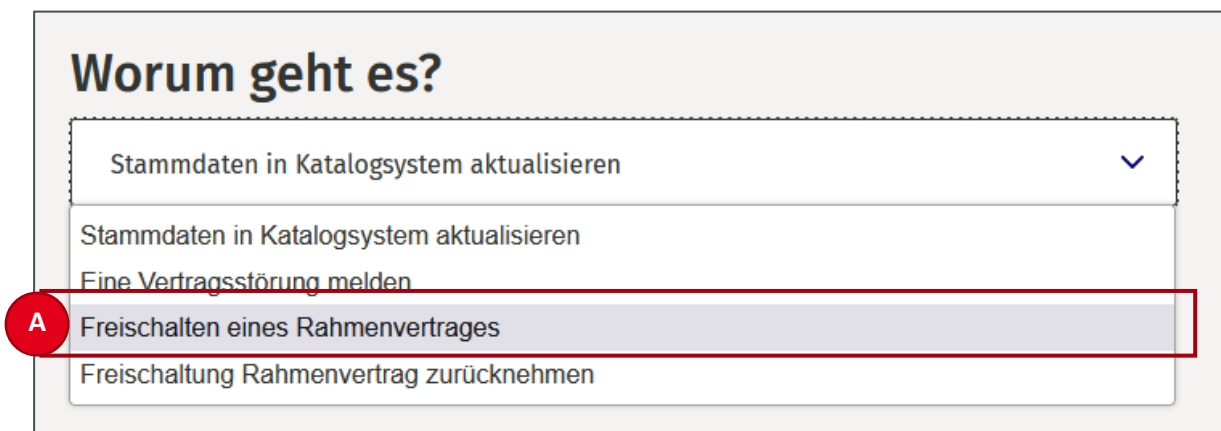 Worum geht es?
Stammdaten in Katalogsystem aktualisieren
Stammdaten in Katalogsystem aktualisieren
Eine Vertragsstörung melden
A
Freischalten eines Rahmenvertrages
Freischaltung Rahmenvertrag zurücknehmen